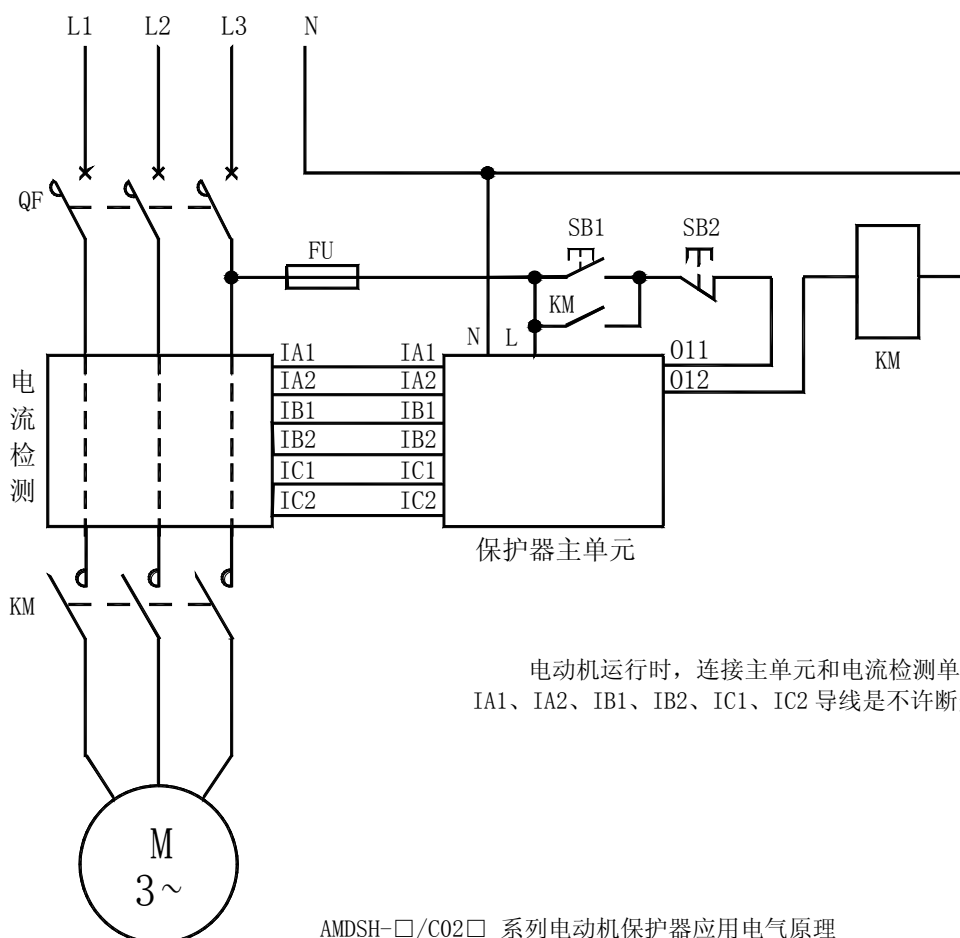 L1 L2 L3 N
QF
FU
SB1 SB2
KM
N L
KM
IA1 IA1 O11
IA2 IA2 O12
IB1 IB1
IB2 IB2
IC1 IC1
IC2 IC2
电流检测
保护器主单元
KM
电动机运行时，连接主单元和电流检测单
IA1、IA2、IB1、IB2、IC1、IC2 导线是不许断
M
3~
AMDSH-□/C02□ 系列电动机保护器应用电气原理